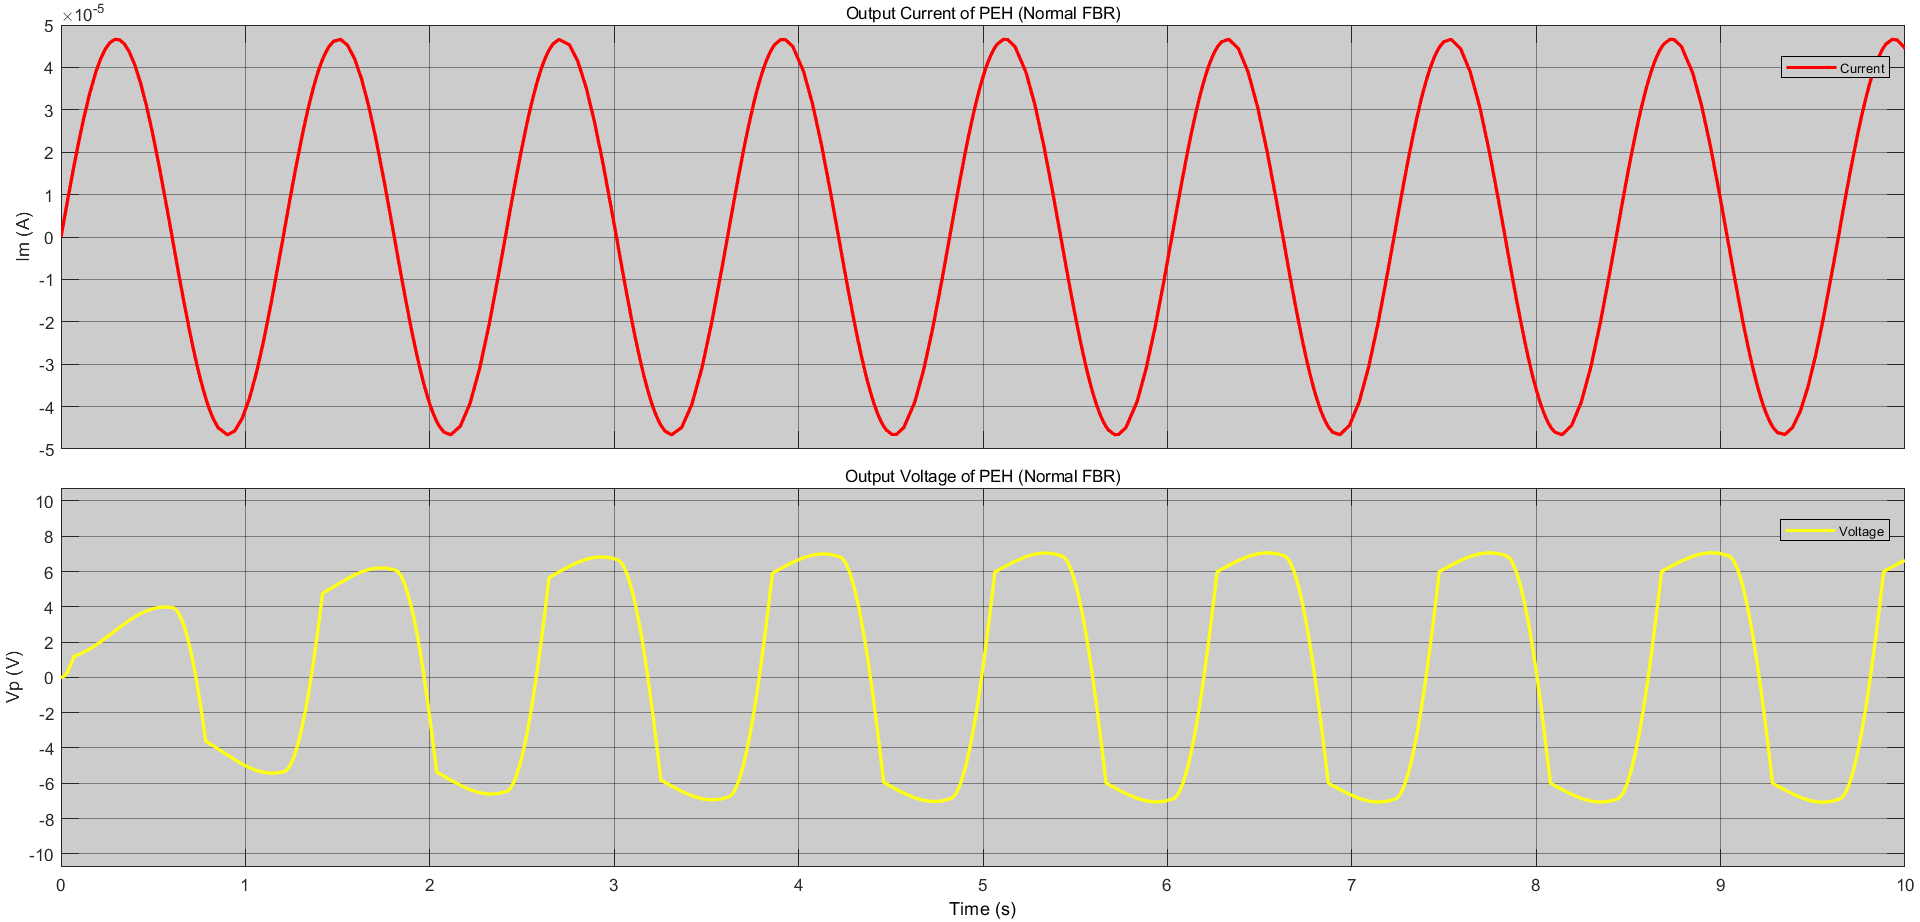 Output Current of PEH (Normal FBR)
×10-5
5
4
3
2
1
0
-1
-2
-3
-4
-5
Im (A)
Current
Output Voltage of PEH (Normal FBR)
10
8
6
4
2
0
-2
-4
-6
-8
-10
Vp (V)
Voltage
0 1 2 3 4 5 6 7 8 9 10
Time (s)